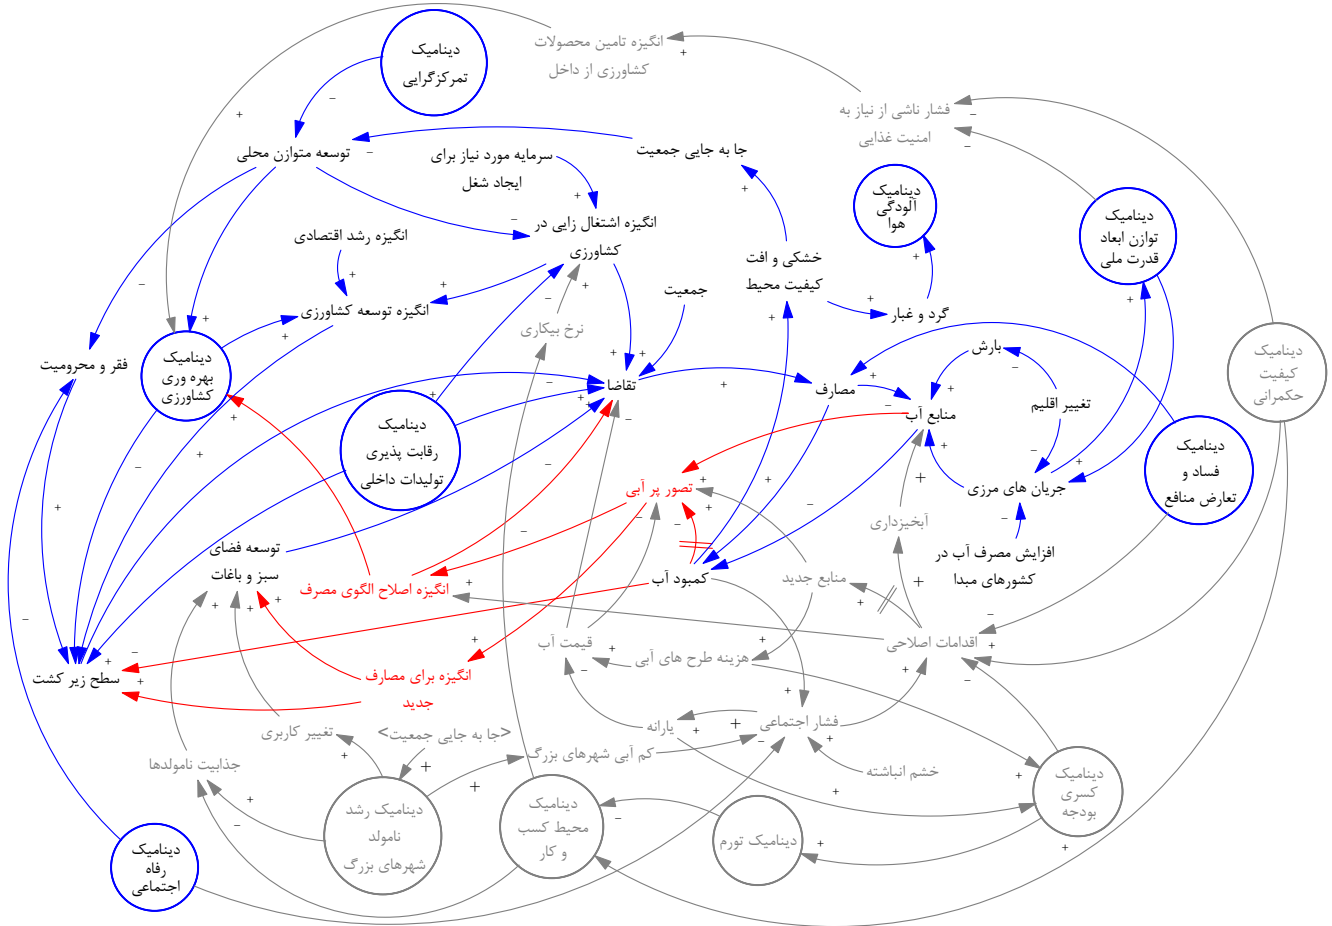 دینامیک
تمرکزگرایی
انگیزه تامین محصولات
کشاورزی از داخل
فشار ناشی از نیاز به
امنیت غذایی
توسعه متوازن محلی
سرمایه مورد نیاز برای
ایجاد شغل
جا به جایی جمعیت
دینامیک
آلودگی
هوا
دینامیک
توازن ابعاد
قدرت ملی
انگیزه رشد اقتصادی
انگیزه اشتغال زایی در
کشاورزی
خشکی و افت
کیفیت محیط
جمعیت
گرد و غبار
انگیزه توسعه کشاورزی
نرخ بیکاری
بارش
دینامیک
کیفیت
حکمرانی
فقر و محرومیت
دینامیک
بهره وری
کشاورزی
تقاضا
مصارف
منابع آب
تغییر اقلیم
دینامیک
رقابت پذیری
تولیدات داخلی
دینامیک
فساد و
تعارض منافع
تصور پر آبی
جریان های مرزی
آبخیزداری
افزایش مصرف آب در
کشورهای مبدا
توسعه فضای
سبز و باغات
انگیزه اصلاح الگوی مصرف
کمبود آب
منابع جدید
قیمت آب
هزینه طرح های آبی
اقدامات اصلاحی
سطح زیر کشت
انگیزه برای مصارف
جدید
تغییر کاربری
<جا به جایی جمعیت>
یارانه
فشار اجتماعی
کم آبی شهرهای بزرگ
جذابیت نامولدها
خشم انباشته
دینامیک رشد
نامولد
شهرهای بزرگ
دینامیک
محیط کسب
و کار
دینامیک تورم
دینامیک
کسری
بودجه
دینامیک
رفاه
اجتماعی